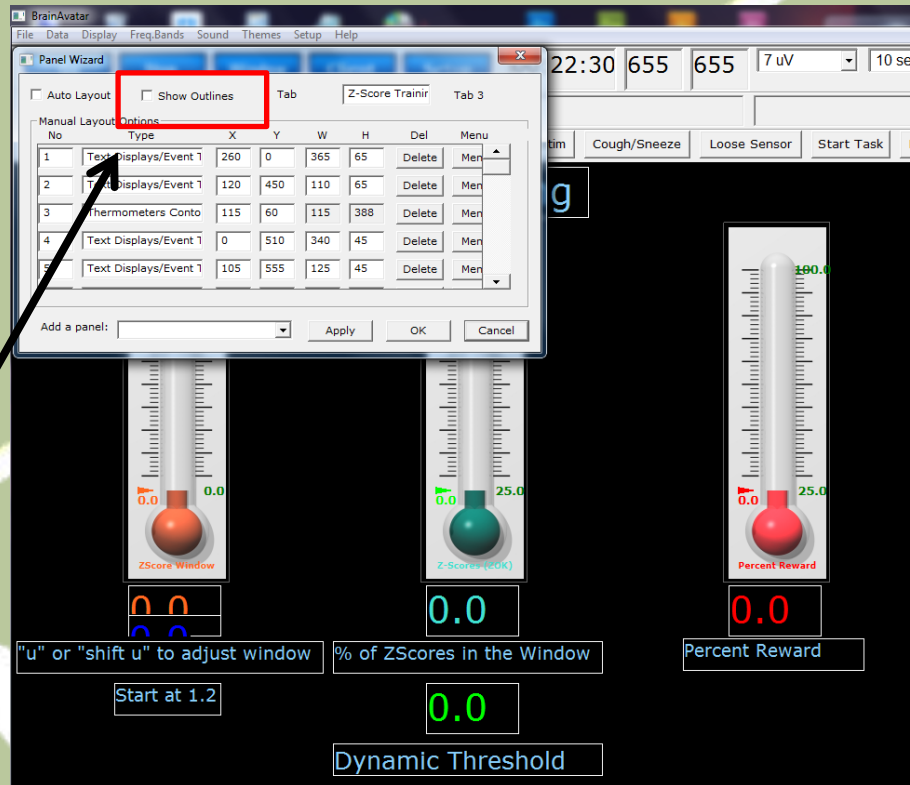 BrainAvatar
File Data Display Freq.Bands Sound Themes Setup Help
Panel Wizard X
22:30 655 655 7 uV 10 se
Auto Layout Show Outlines Tab Z-Score Trainir Tab 3
Manual Layout Options
No Type X Y W H Del Menu
1 Text Displays/Event T 260 0 365 65 Delete Men
2 Text Displays/Event T 120 450 110 65 Delete Men
3 Thermometers Conto 115 60 115 388 Delete Men
4 Text Displays/Event T 0 510 340 45 Delete Men
5 Text Displays/Event T 105 555 125 45 Delete Men
Add a panel: Apply OK Cancel
tim Cough/Sneeze Loose Sensor Start Task
g
100.0
0.0 0.0 0.0 25.0 0.0 25.0
ZScore Window Z-Scores (ZOK) Percent Reward
0.0 0.0 0.0
0.0
"u" or "shift u" to adjust window % of ZScores in the Window Percent Reward
Start at 1.2 0.0
Dynamic Threshold